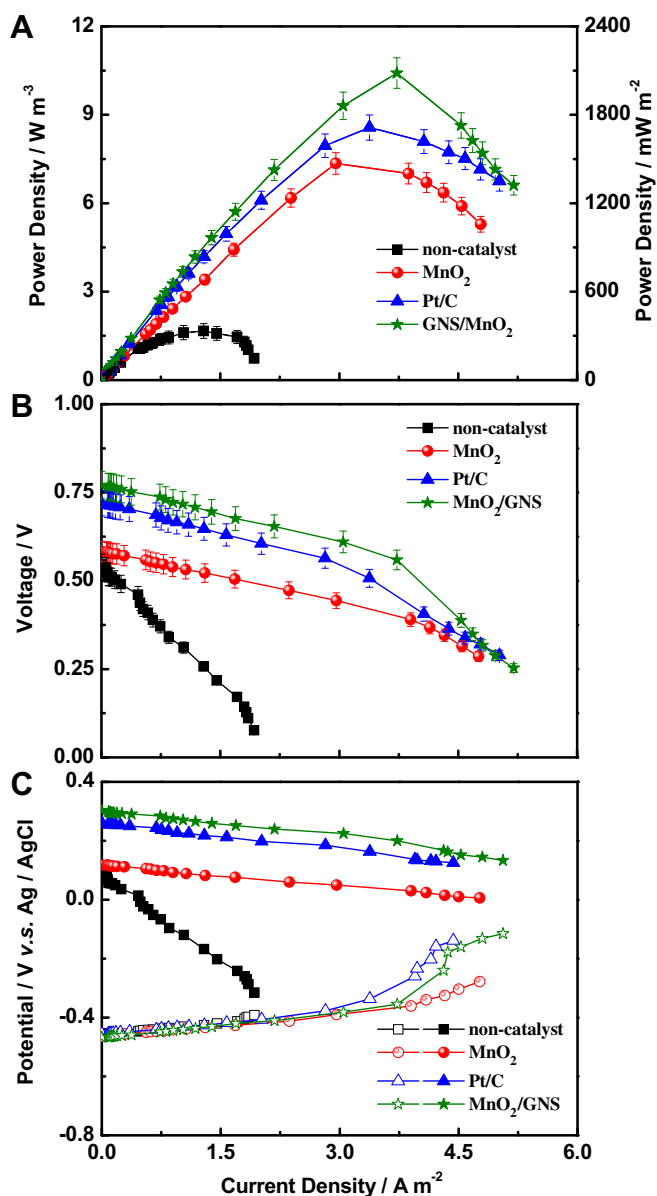 A
12
9
6
3
0
Power Density / W m⁻³
2400
1800
1200
600
0
Power Density / mW m⁻²
non-catalyst
MnO₂
Pt/C
GNS/MnO₂
B
1.00
0.75
0.50
0.25
0.00
Voltage / V
non-catalyst
MnO₂
Pt/C
MnO₂/GNS
C
0.4
0.0
-0.4
-0.8
Potential / V v.s. Ag / AgCl
non-catalyst
MnO₂
Pt/C
MnO₂/GNS
0.0 1.5 3.0 4.5 6.0
Current Density / A m⁻²